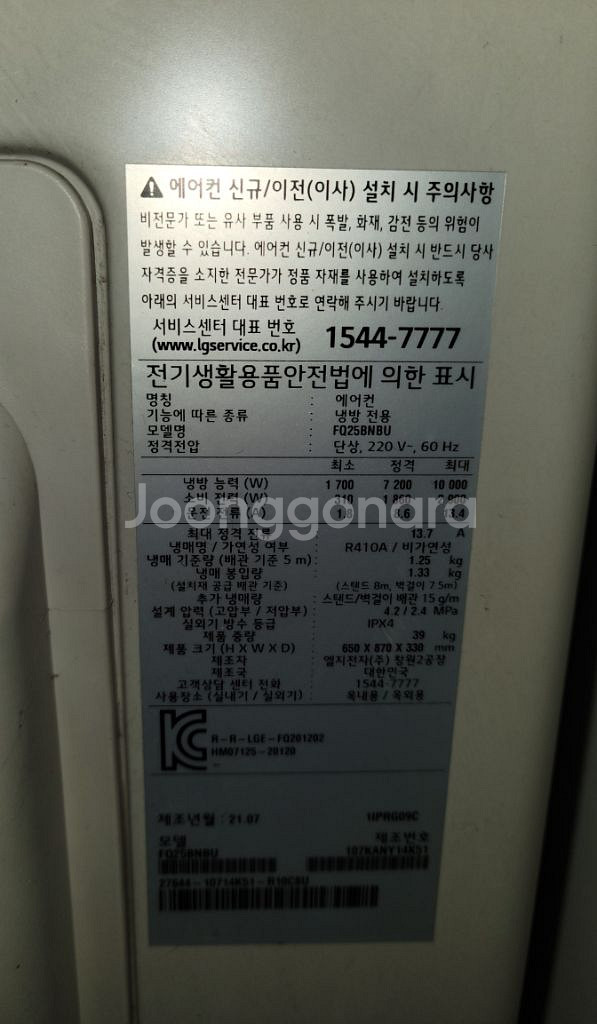 ⚠ 에어컨 신규/이전(이사) 설치 시 주의사항
비전문가 또는 유사 부품 사용 시 폭발, 화재, 감전 등의 위험이
발생할 수 있습니다. 에어컨 신규/이전(이사) 설치 시 반드시 당사
자격증을 소지한 전문가가 정품 자재를 사용하여 설치하도록
아래의 서비스센터 대표 번호로 연락해 주시기 바랍니다.
서비스센터 대표 번호 1544-7777
(www.lgservice.co.kr)
전기생활용품안전법에 의한 표시
명칭 : 에어컨
기능에 따른 종류 : 냉방 전용
모델명 : FQ25BNBU
정격전압 : 단상, 220 V~, 60 Hz
최소 정격 최대
냉방 능력 (W) 1 700 7 200 10 000
소비 전력 (W)
운전 전류 (A) 8.6 13.4
Joonggonara
최대 정격 전류 : 13.7 A
냉매명 / 가연성 여부 : R410A / 비가연성
냉매 기준량 (배관 기준 5 m) : 1.25 kg
냉매 봉입량 : 1.33 kg
(설치재 공급 배관 기준) (스탠드 8m, 벽걸이 7.5m)
추가 냉매량 : 스탠드/벽걸이 배관 15 g/m
설계 압력 (고압부 / 저압부) : 4.2 / 2.4 MPa
실외기 방수 등급 : IPX4
제품 중량 : 39 kg
제품 크기 (H X W X D) : 650 X 870 X 330 mm
제조자 : 엘지전자(주) 창원2공장
제조국 : 대한민국
고객상담 센터 전화 : 1544-7777
사용장소 (실내기 / 실외기) : 옥내용 / 옥외용
R-R-LGE-FQ201202
HM07125-20120
제조년월 : 21.07 1IPRG09C
모델 제조번호
FQ25BNBU 107KANY14K51
27644-10714K51-R10C8U